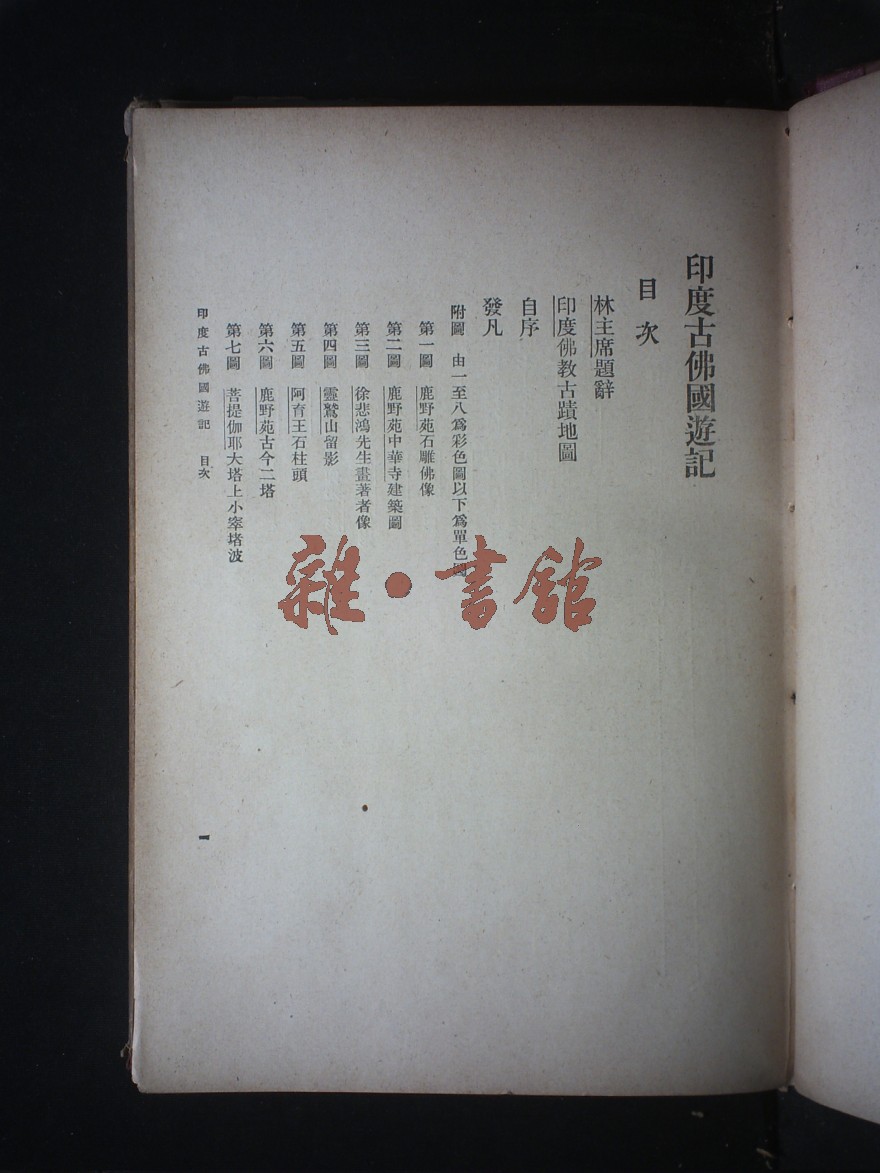 印度古佛國遊記
目次
林主席題辭
印度佛教古蹟地圖
自序
發凡
附圖 由一至八爲彩色圖以下爲單色圖
第一圖 鹿野苑石雕佛像
第二圖 鹿野苑中華寺建築圖
第三圖 徐悲鴻先生畫著者像
第四圖 靈鷲山留影
第五圖 阿育王石柱頭
第六圖 鹿野苑古今二塔
第七圖 菩提伽耶大塔上小窣堵波
印度古佛國遊記 目次
一
雜·書館